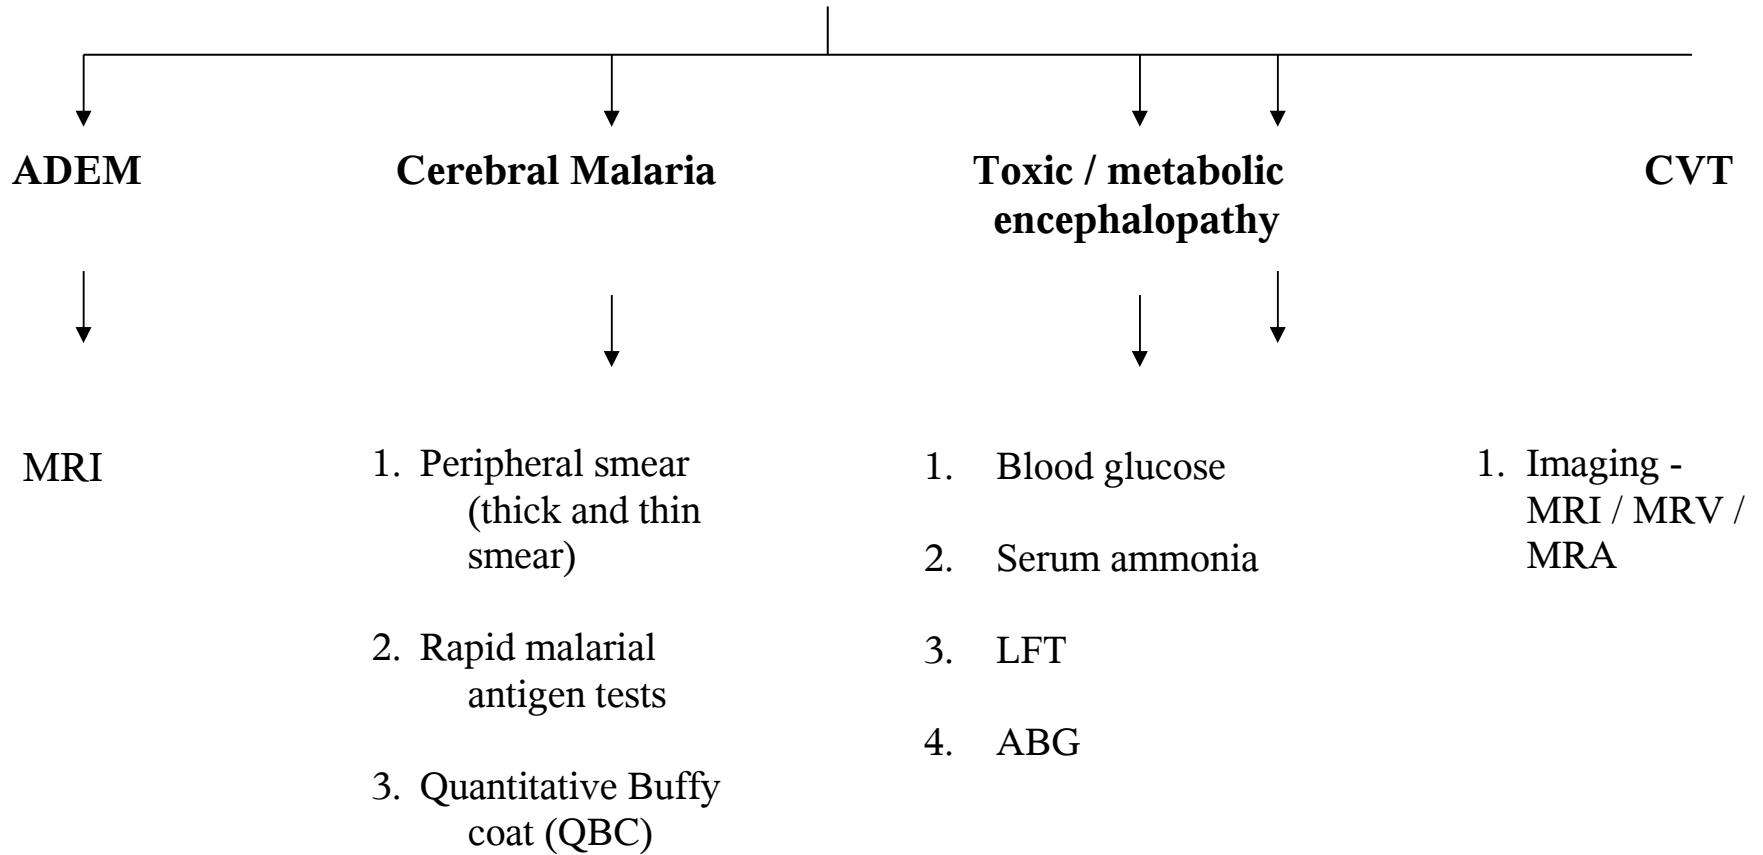 ADEM
Cerebral Malaria
Toxic / metabolic
encephalopathy
CVT
MRI
1. Peripheral smear
(thick and thin
smear)
2. Rapid malarial
antigen tests
3. Quantitative Buffy
coat (QBC)
1. Blood glucose
2. Serum ammonia
3. LFT
4. ABG
1. Imaging -
MRI / MRV /
MRA